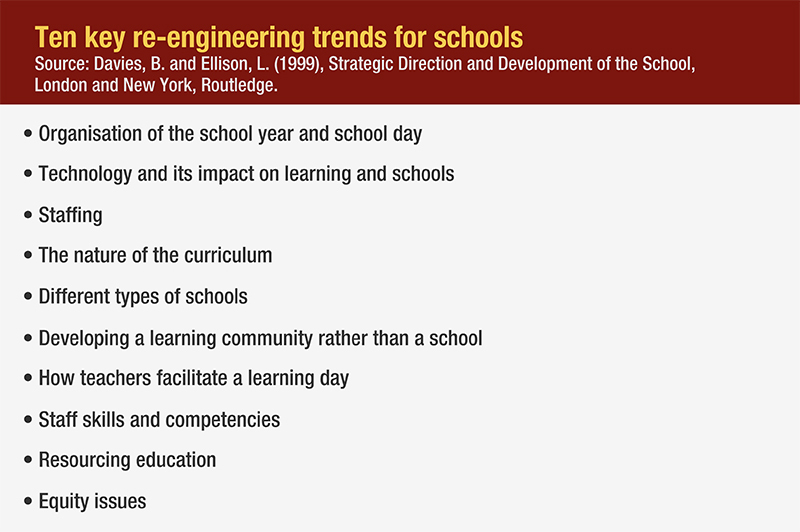 Ten key re-engineering trends for schools
Source: Davies, B. and Ellison, L. (1999), Strategic Direction and Development of the School,
London and New York, Routledge.
• Organisation of the school year and school day
• Technology and its impact on learning and schools
• Staffing
• The nature of the curriculum
• Different types of schools
• Developing a learning community rather than a school
• How teachers facilitate a learning day
• Staff skills and competencies
• Resourcing education
• Equity issues